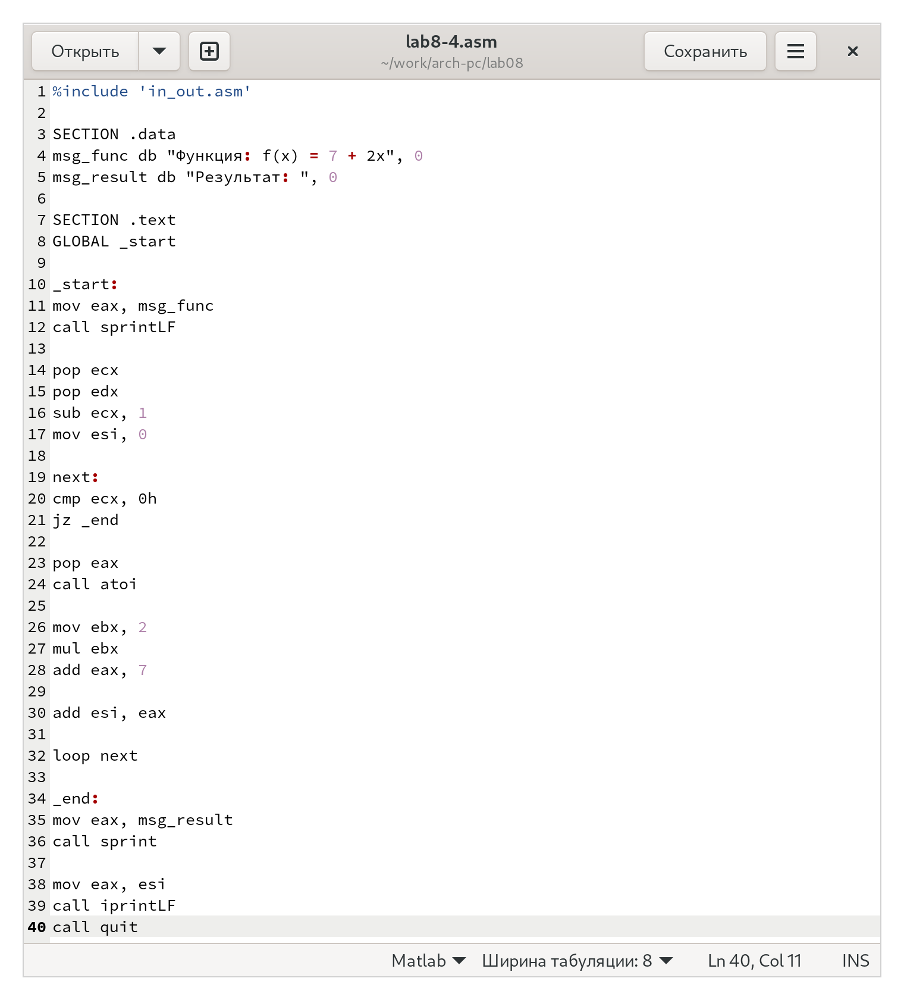 Открыть
lab8-4.asm
~/work/arch-pc/lab08
Сохранить
1 %include 'in_out.asm'
2
3 SECTION .data
4 msg_func db "Функция: f(x) = 7 + 2x", 0
5 msg_result db "Результат: ", 0
6
7 SECTION .text
8 GLOBAL _start
9
10 _start:
11 mov eax, msg_func
12 call sprintLF
13
14 pop ecx
15 pop edx
16 sub ecx, 1
17 mov esi, 0
18
19 next:
20 cmp ecx, 0h
21 jz _end
22
23 pop eax
24 call atoi
25
26 mov ebx, 2
27 mul ebx
28 add eax, 7
29
30 add esi, eax
31
32 loop next
33
34 _end:
35 mov eax, msg_result
36 call sprint
37
38 mov eax, esi
39 call iprintLF
40 call quit
Matlab Ширина табуляции: 8 Ln 40, Col 11 INS